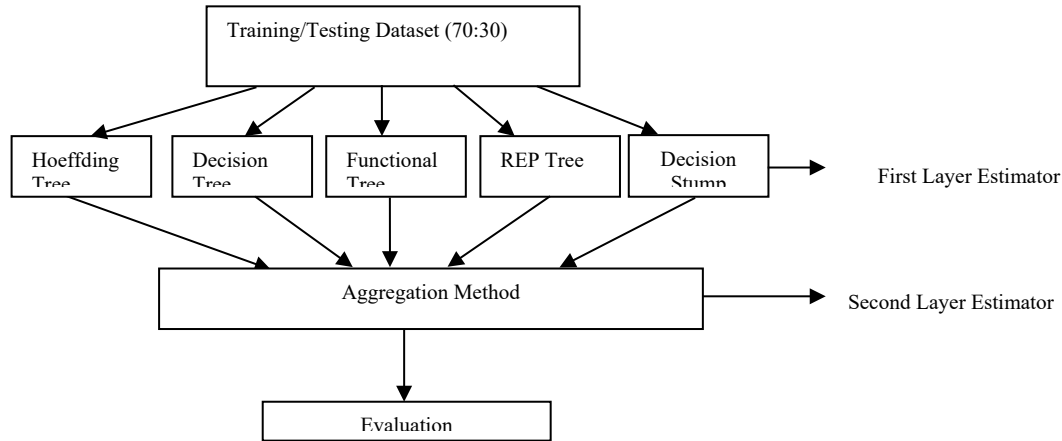 Training/Testing Dataset (70:30)
Hoeffding
Tree
Decision
Tree
Functional
Tree
REP Tree
Decision
Stump
First Layer Estimator
Aggregation Method
Second Layer Estimator
Evaluation